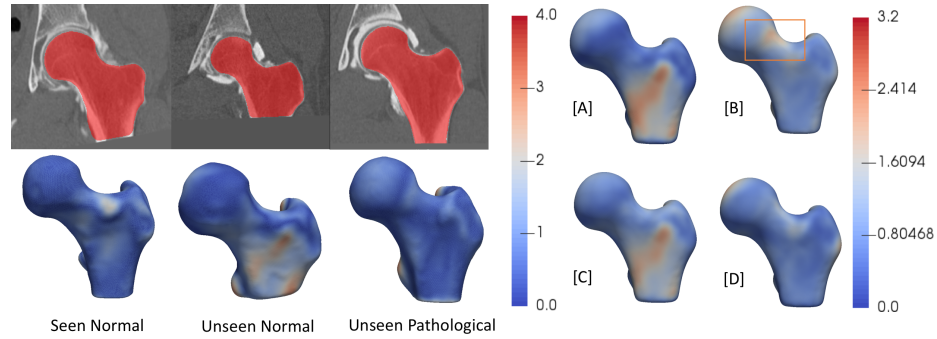 4.0
3
2
1
0.0
[A]
[B]
[C]
[D]
3.2
2.414
1.6094
0.80468
0.0
Seen Normal
Unseen Normal
Unseen Pathological